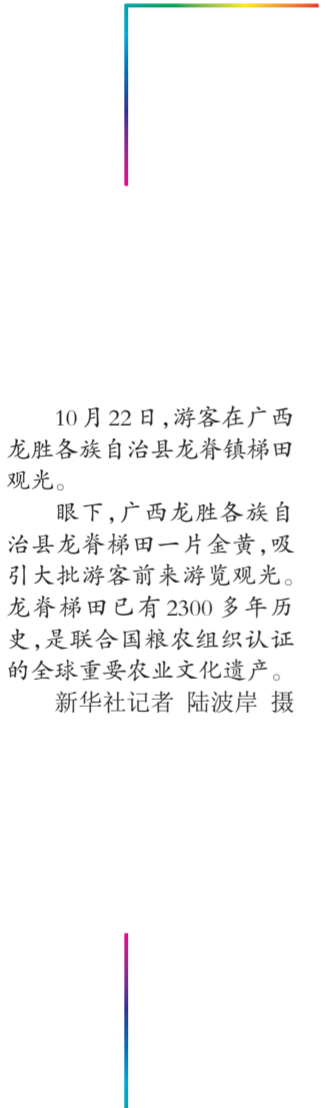 10月22日,游客在广西
龙胜各族自治县龙脊镇梯田
观光。
眼下,广西龙胜各族自
治县龙脊梯田一片金黄,吸
引大批游客前来游览观光。
龙脊梯田已有2300多年历
史,是联合国粮农组织认证
的全球重要农业文化遗产。
新华社记者 陆波岸 摄